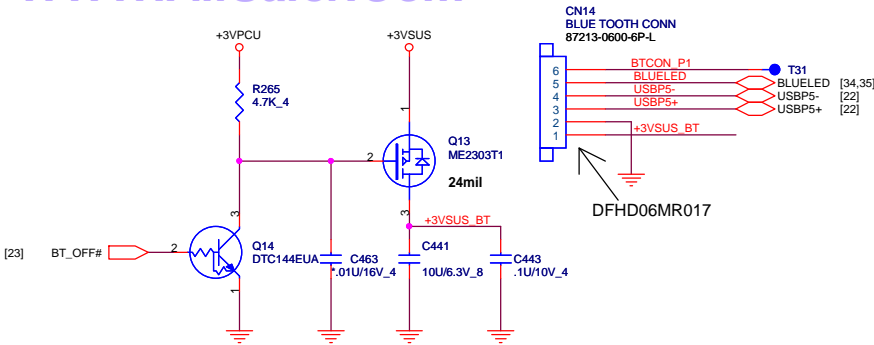 CN14
BLUE TOOTH CONN
87213-0600-6P-L
+3VPCU
+3VSUS
6
BTCON_P1
T31
5
BLUELED
BLUELED [34,35]
4
USBP5-
USBP5- [22]
3
USBP5+
USBP5+ [22]
2
1
+3VSUS_BT
DFHD06MR017
R265
4.7K_4
1
Q13
ME2303T1
2
24mil
3
+3VSUS_BT
3
[23] BT_OFF#
2
Q14
DTC144EUA
1
C463
*.01U/16V_4
C441
10U/6.3V_8
C443
.1U/10V_4